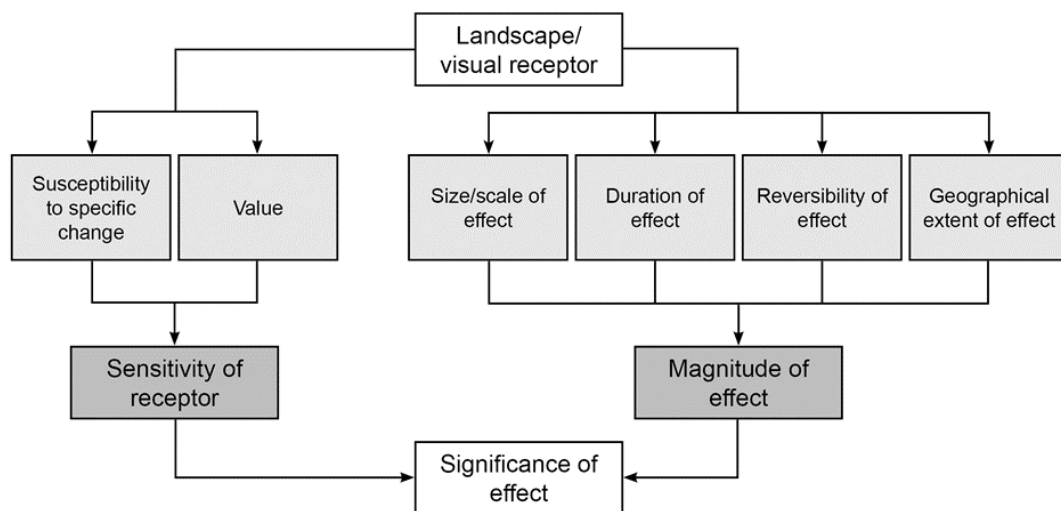 Landscape/
visual receptor
Susceptibility
to specific
change
Value
Size/scale of
effect
Duration of
effect
Reversibility of
effect
Geographical
extent of effect
Sensitivity of
receptor
Magnitude of
effect
Significance of
effect